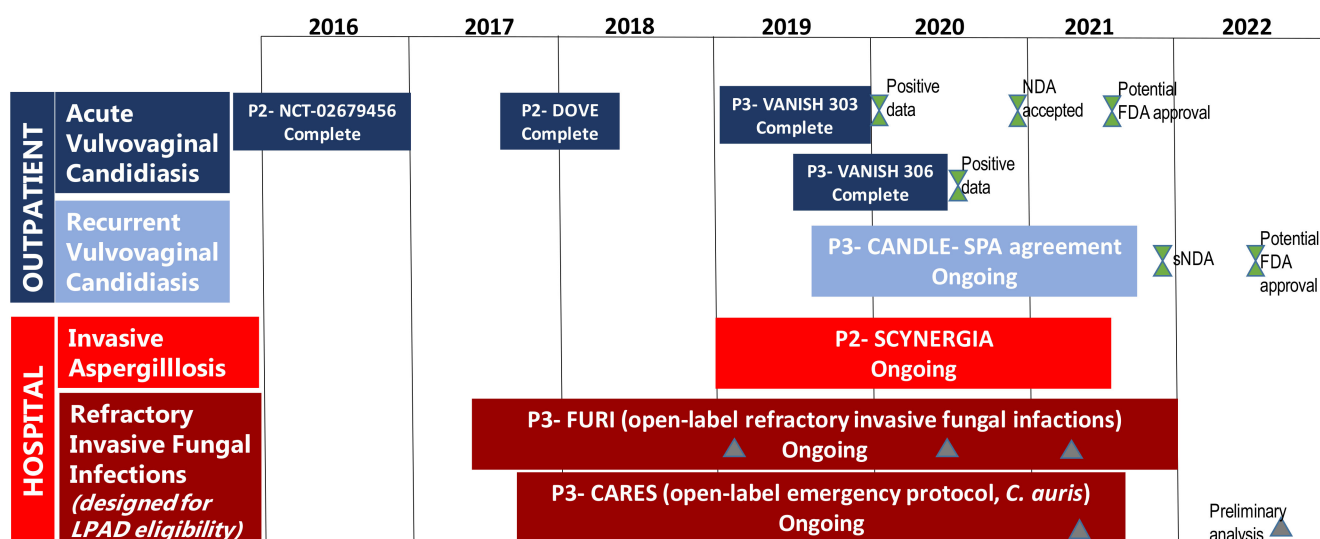 2016 2017 2018 2019 2020 2021 2022
OUTPATIENT
Acute
Vulvovaginal
Candidiasis
P2- NCT-02679456
Complete
P2- DOVE
Complete
P3- VANISH 303
Complete
Positive
data
NDA
accepted
Potential
FDA approval
P3- VANISH 306
Complete
Positive
data
Recurrent
Vulvovaginal
Candidiasis
P3- CANDLE- SPA agreement
Ongoing
sNDA
Potential
FDA
approval
HOSPITAL
Invasive
Aspergilllosis
P2- SCYNERGIA
Ongoing
Refractory
Invasive Fungal
Infections
(designed for
LPAD eligibility)
P3- FURI (open-label refractory invasive fungal infactions)
Ongoing
P3- CARES (open-label emergency protocol, C. auris)
Ongoing
Preliminary
analysis